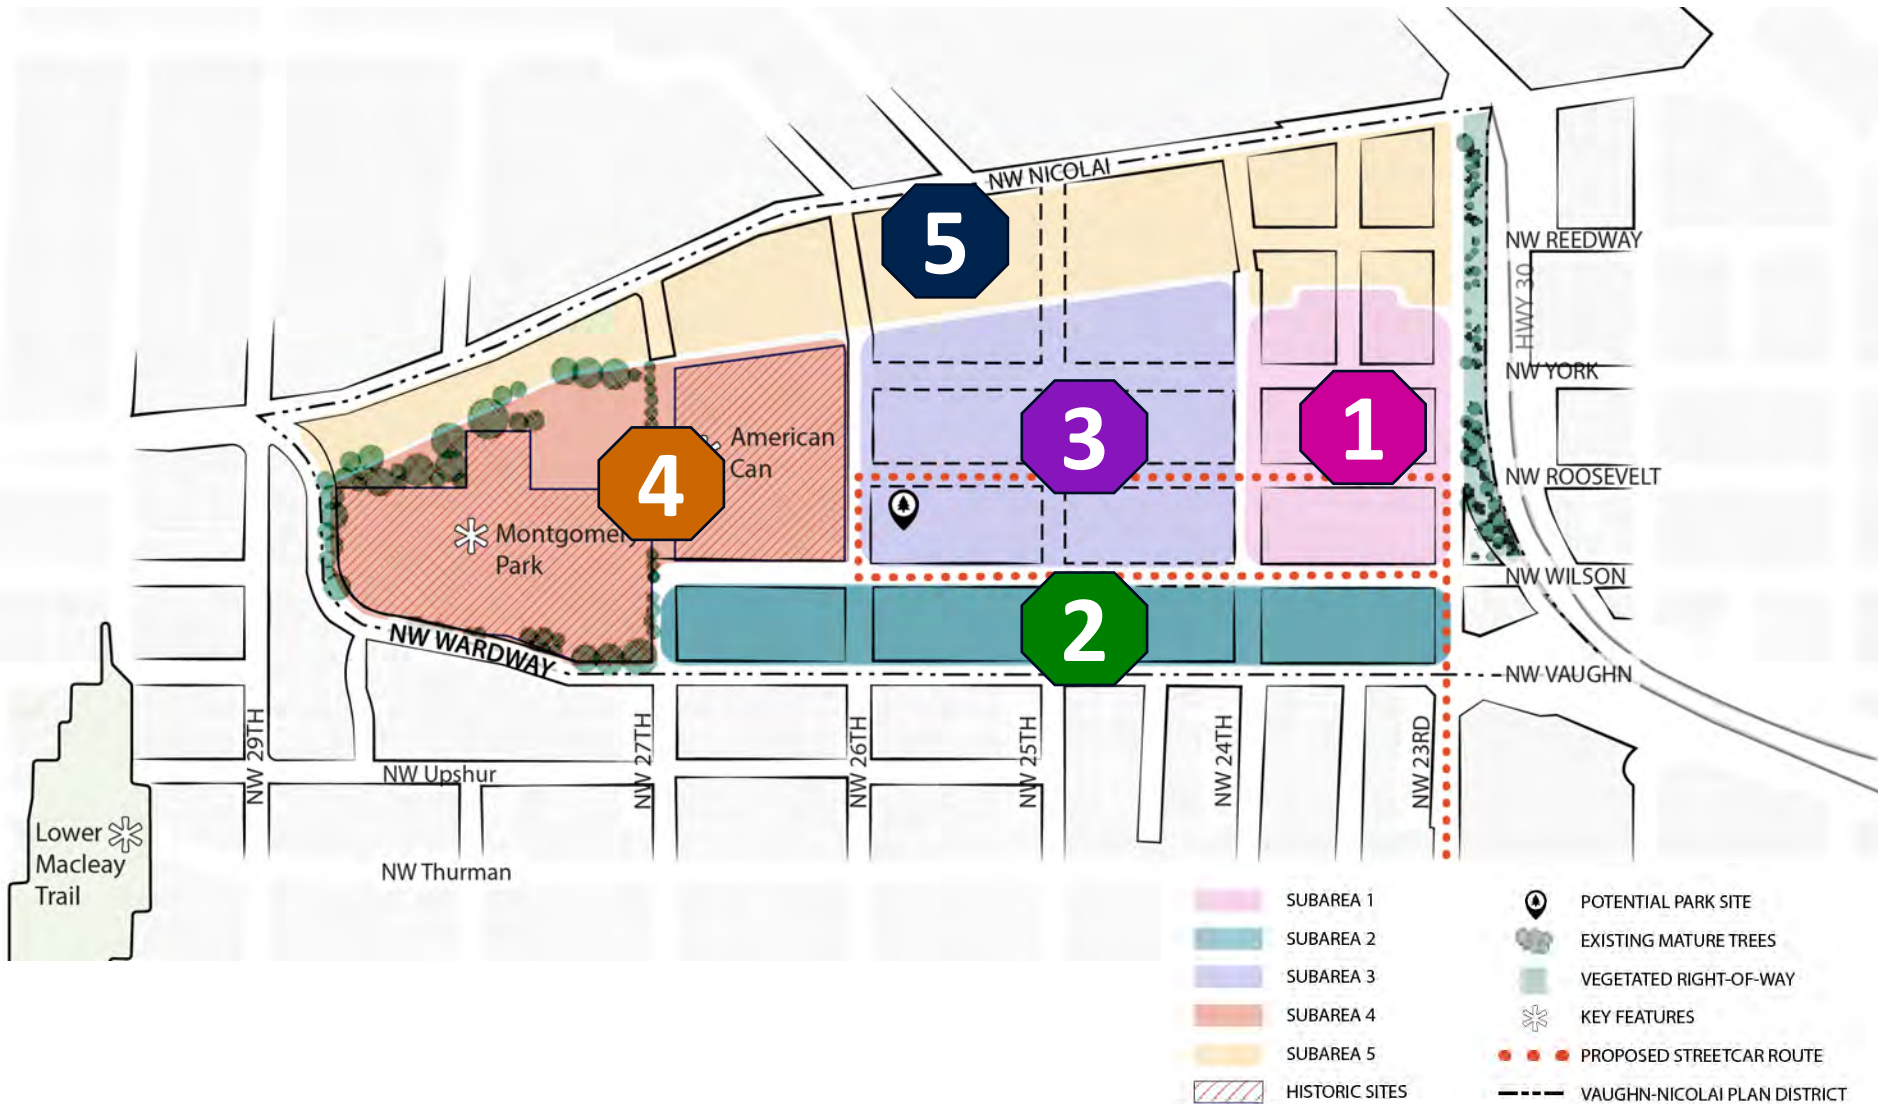 NW NICOLAI
5
NW REEDWAY
HWY 30
NW YORK
3
1
American
Can
4
NW ROOSEVELT
Montgomery
Park
NW WILSON
NW WARDWAY
2
NW VAUGHN
NW 29TH
NW 27TH
NW 26TH
NW 25TH
NW 24TH
NW 23RD
NW Upshur
Lower
Macleay
Trail
NW Thurman
SUBAREA 1
SUBAREA 2
SUBAREA 3
SUBAREA 4
SUBAREA 5
HISTORIC SITES
POTENTIAL PARK SITE
EXISTING MATURE TREES
VEGETATED RIGHT-OF-WAY
KEY FEATURES
PROPOSED STREETCAR ROUTE
VAUGHN-NICOLAI PLAN DISTRICT